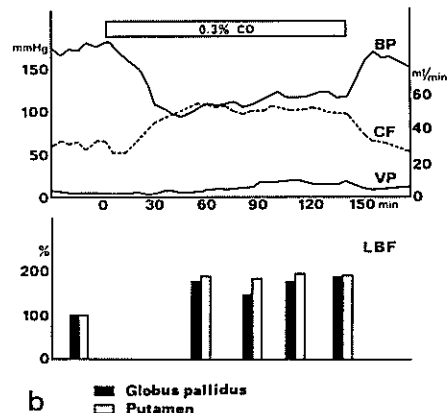 0.3% CO
mmHg
BP
150
mℓ/min
100
60
CF
40
50
20
VP
0
0
0 30 60 90 120 150 min
%
LBF
200
100
0
b
Globus pallidus
Putamen